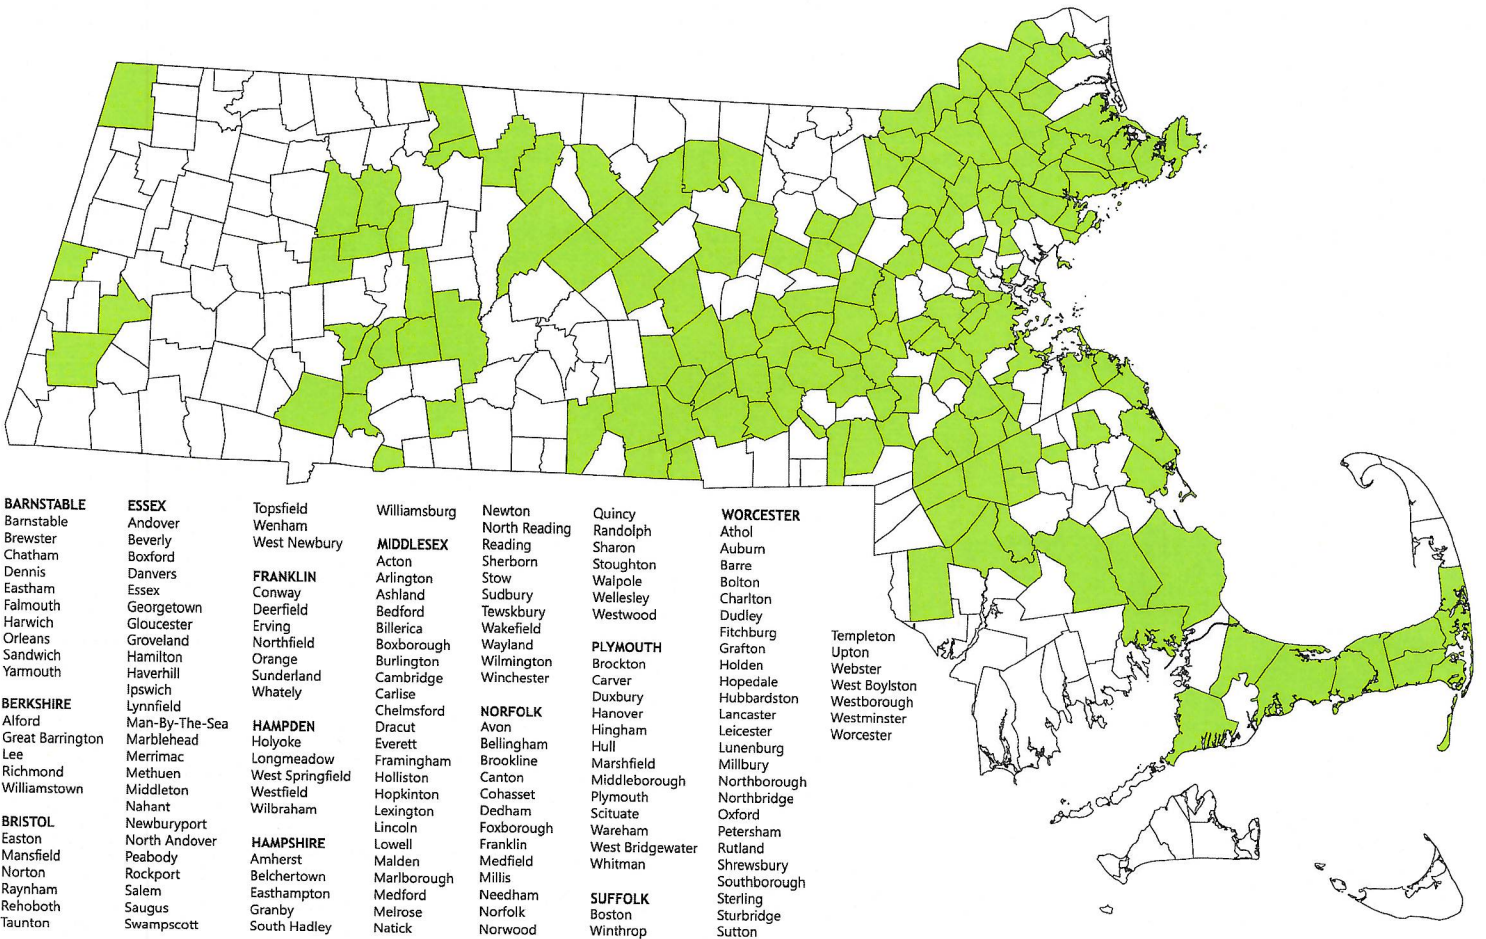 BARNSTABLE
Barnstable
Brewster
Chatham
Dennis
Eastham
Falmouth
Harwich
Orleans
Sandwich
Yarmouth
BERKSHIRE
Alford
Great Barrington
Lee
Richmond
Williamstown
BRISTOL
Easton
Mansfield
Norton
Raynham
Rehoboth
Taunton
ESSEX
Andover
Beverly
Boxford
Danvers
Essex
Georgetown
Gloucester
Groveland
Hamilton
Haverhill
Ipswich
Lynnfield
Man-By-The-Sea
Marblehead
Merrimac
Methuen
Middleton
Nahant
Newburyport
North Andover
Peabody
Rockport
Salem
Saugus
Swampscott
Topsfield
Wenham
West Newbury
FRANKLIN
Conway
Deerfield
Erving
Northfield
Orange
Sunderland
Whately
HAMPDEN
Holyoke
Longmeadow
West Springfield
Westfield
Wilbraham
HAMPSHIRE
Amherst
Belchertown
Easthampton
Granby
South Hadley
Williamsburg
MIDDLESEX
Acton
Arlington
Ashland
Bedford
Billerica
Boxborough
Burlington
Cambridge
Carlise
Chelmsford
Dracut
Everett
Framingham
Holliston
Hopkinton
Lexington
Lincoln
Lowell
Malden
Marlborough
Medford
Melrose
Natick
Newton
North Reading
Reading
Sherborn
Stow
Sudbury
Tewskbury
Wakefield
Wayland
Wilmington
Winchester
NORFOLK
Avon
Bellingham
Brookline
Canton
Cohasset
Dedham
Foxborough
Franklin
Medfield
Millis
Needham
Norfolk
Norwood
Quincy
Randolph
Sharon
Stoughton
Walpole
Wellesley
Westwood
PLYMOUTH
Brockton
Carver
Duxbury
Hanover
Hingham
Hull
Marshfield
Middleborough
Plymouth
Scituate
Wareham
West Bridgewater
Whitman
SUFFOLK
Boston
Winthrop
WORCESTER
Athol
Auburn
Barre
Bolton
Charlton
Dudley
Fitchburg
Grafton
Holden
Hopedale
Hubbardston
Lancaster
Leicester
Lunenburg
Millbury
Northborough
Northbridge
Oxford
Petersham
Rutland
Shrewsbury
Southborough
Sterling
Sturbridge
Sutton
Templeton
Upton
Webster
West Boylston
Westborough
Westminster
Worcester